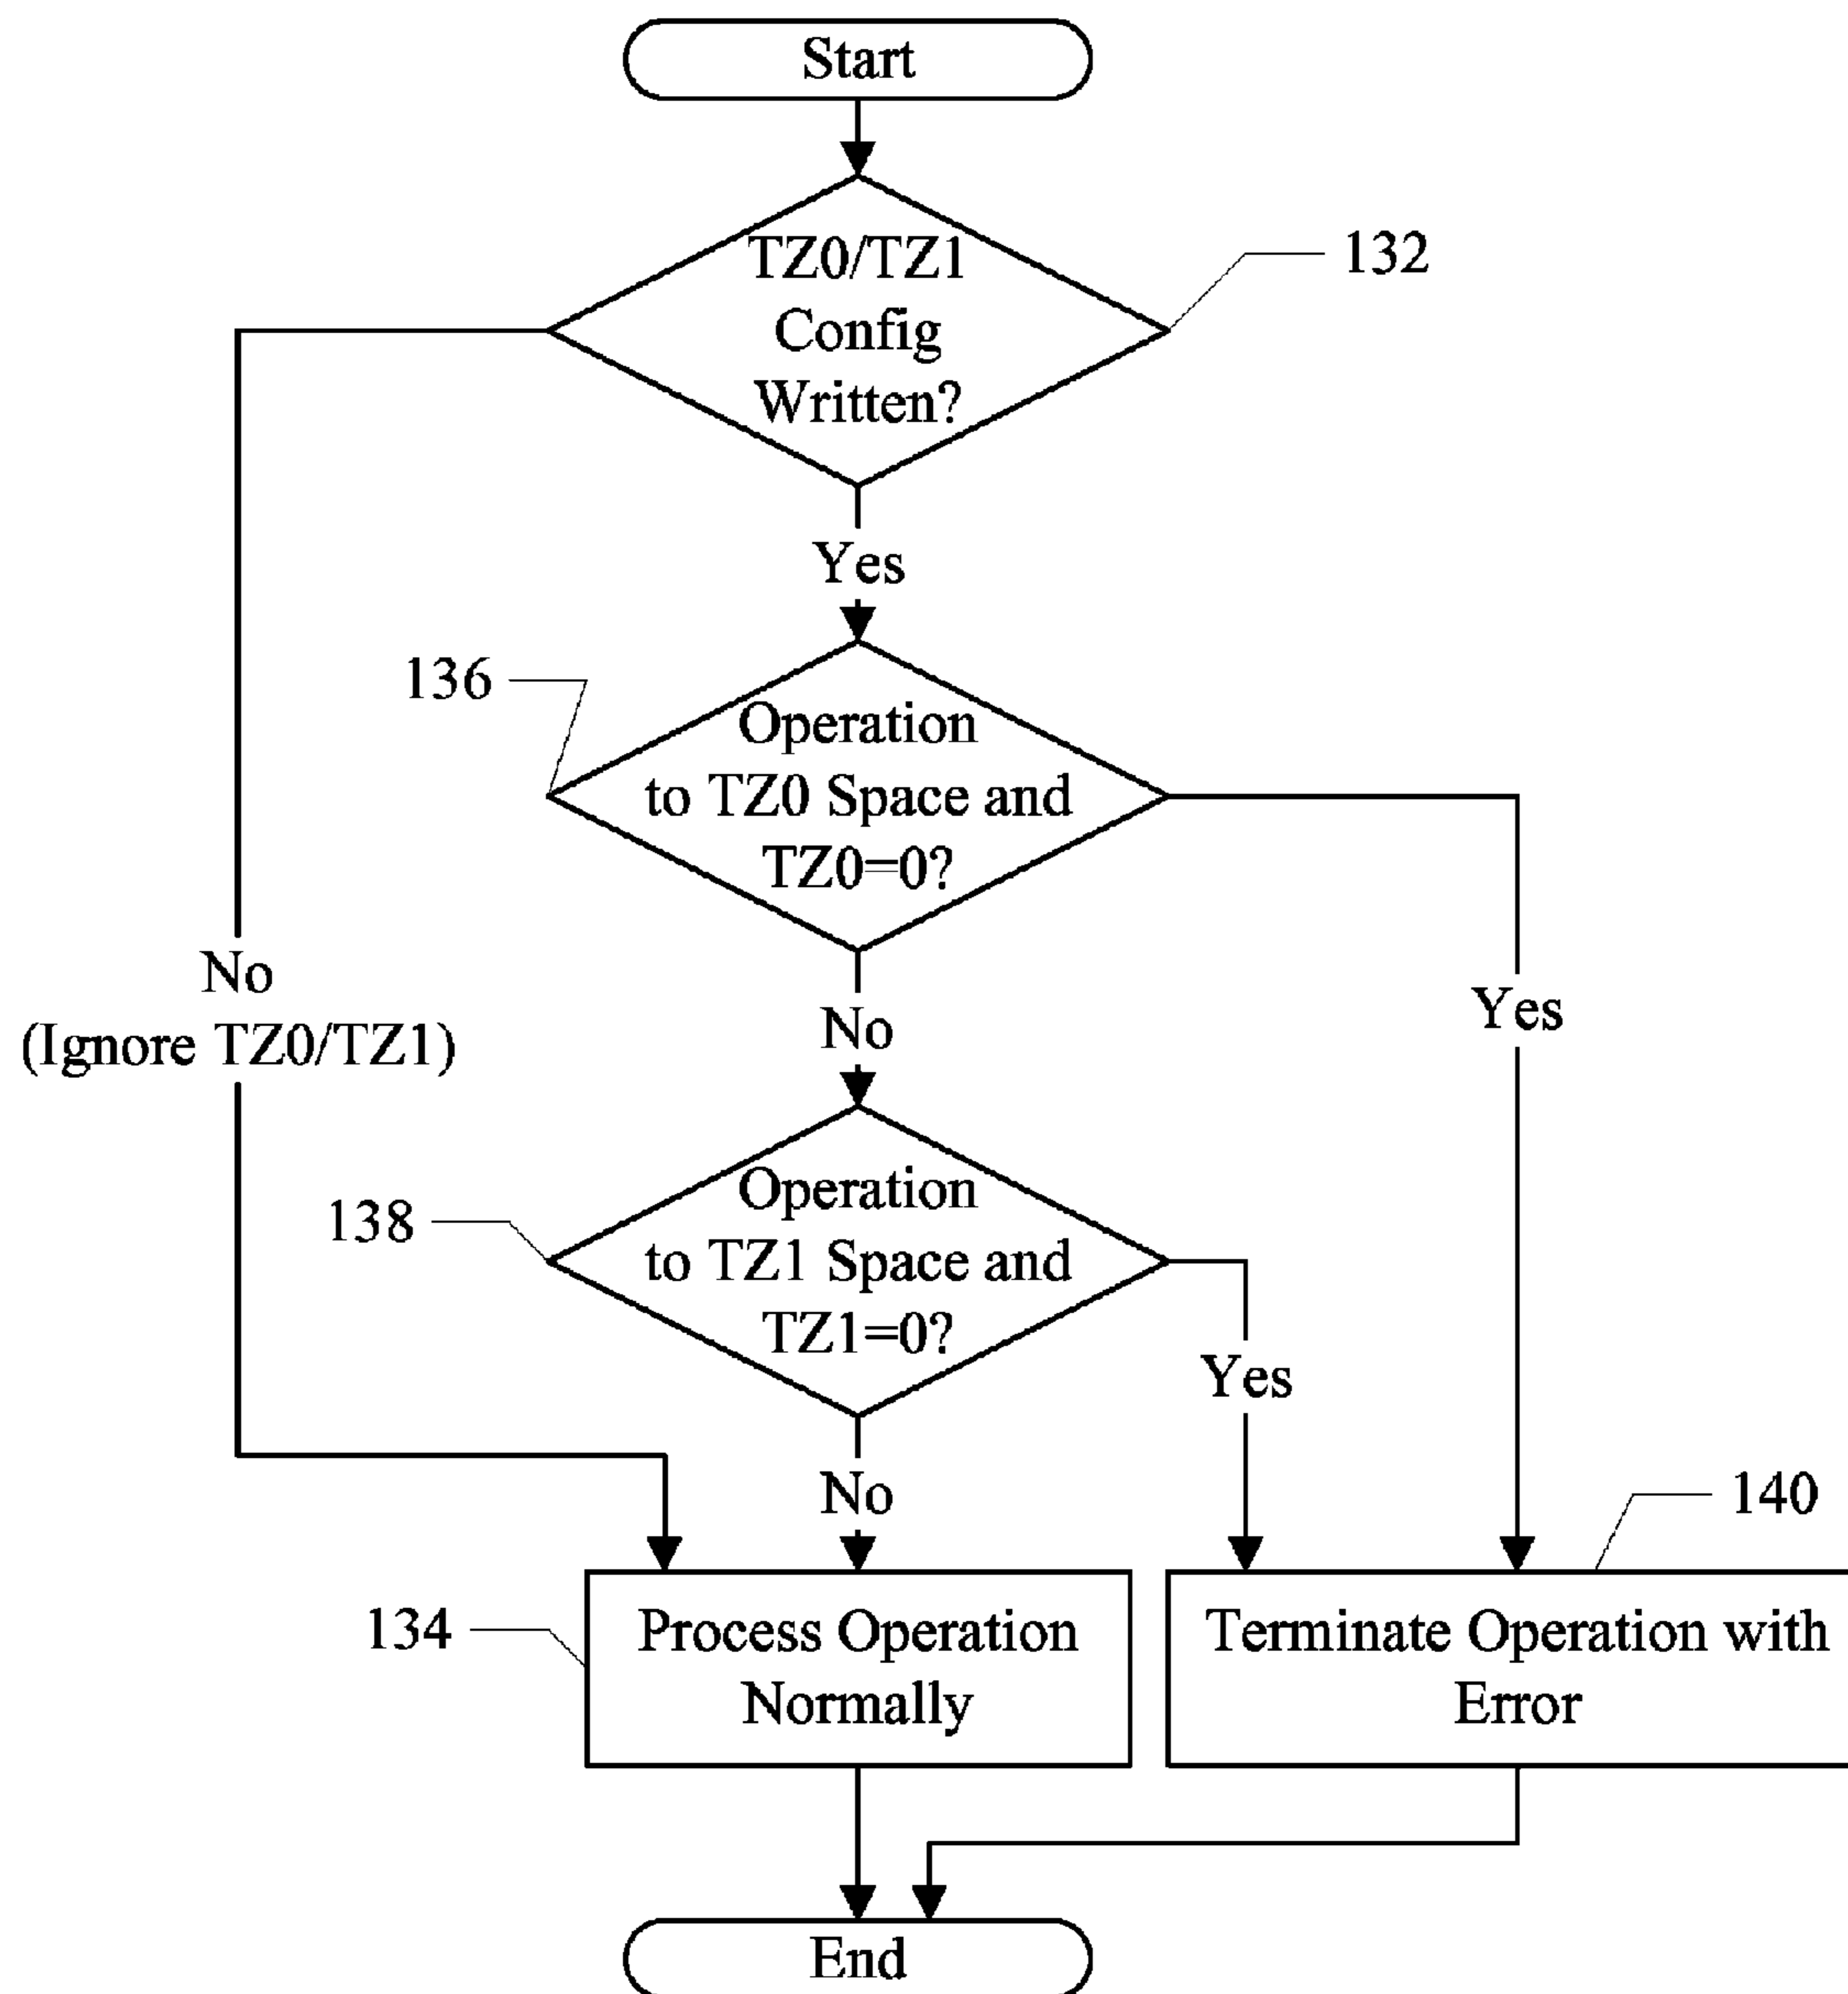 Start
TZ0/TZ1
Config
Written?
132
Yes
136
Operation
to TZ0 Space and
TZ0=0?
No
(Ignore TZ0/TZ1)
No
Yes
138
Operation
to TZ1 Space and
TZ1=0?
Yes
No
140
134
Process Operation
Normally
Terminate Operation with
Error
End